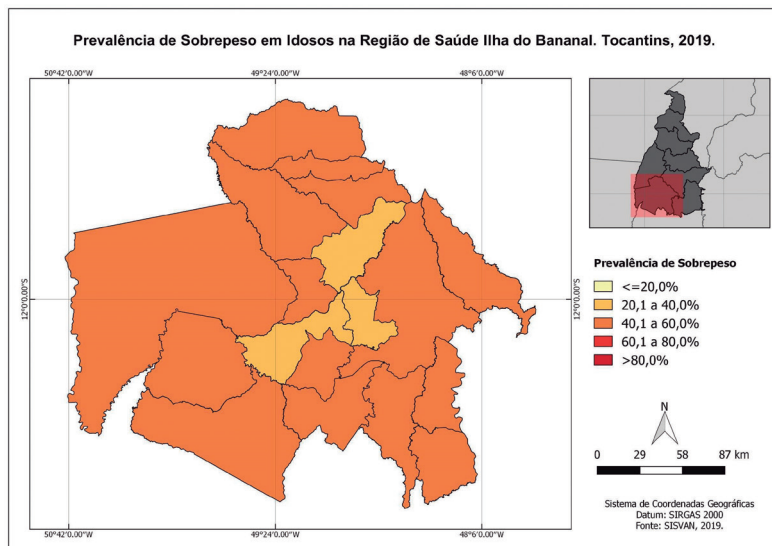 Prevalência de Sobrepeso em Idosos na Região de Saúde Ilha do Bananal. Tocantins, 2019.
50°42'0.00"W 49°24'0.00"W 48°6'0.00"W
12°0'0.00"S
12°0'0.00"S
50°42'0.00"W 49°24'0.00"W 48°6'0.00"W
Prevalência de Sobrepeso
<=20,0%
20,1 a 40,0%
40,1 a 60,0%
60,1 a 80,0%
>80,0%
N
0 29 58 87 km
Sistema de Coordenadas Geográficas
Datum: SIRGAS 2000
Fonte: SISVAN, 2019.